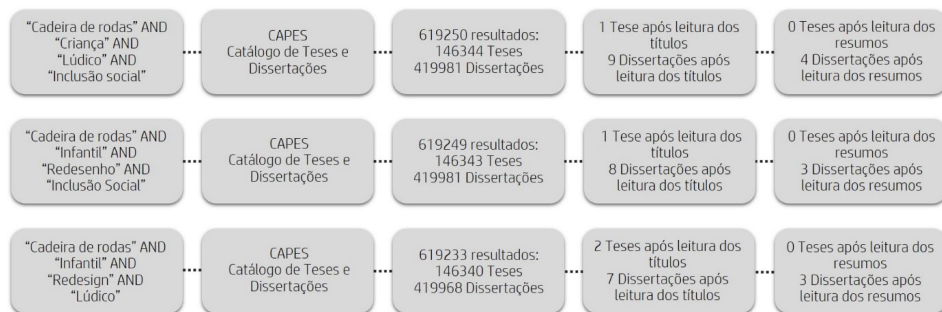 “Cadeira de rodas” AND
“Criança” AND
“Lúdico” AND
“Inclusão social”
CAPES
Catálogo de Teses e
Dissertações
619250 resultados:
146344 Teses
419981 Dissertações
1 Tese após leitura dos
títulos
9 Dissertações após
leitura dos títulos
0 Teses após leitura dos
resumos
4 Dissertações após
leitura dos resumos
“Cadeira de rodas” AND
“Infantil” AND
“Redesenho” AND
“Inclusão Social”
CAPES
Catálogo de Teses e
Dissertações
619249 resultados:
146343 Teses
419981 Dissertações
1 Tese após leitura dos
títulos
8 Dissertações após
leitura dos títulos
0 Teses após leitura dos
resumos
3 Dissertações após
leitura dos resumos
“Cadeira de rodas” AND
“Infantil” AND
“Redesign” AND
“Lúdico”
CAPES
Catálogo de Teses e
Dissertações
619233 resultados:
146340 Teses
419968 Dissertações
2 Teses após leitura dos
títulos
7 Dissertações após
leitura dos títulos
0 Teses após leitura dos
resumos
3 Dissertações após
leitura dos resumos